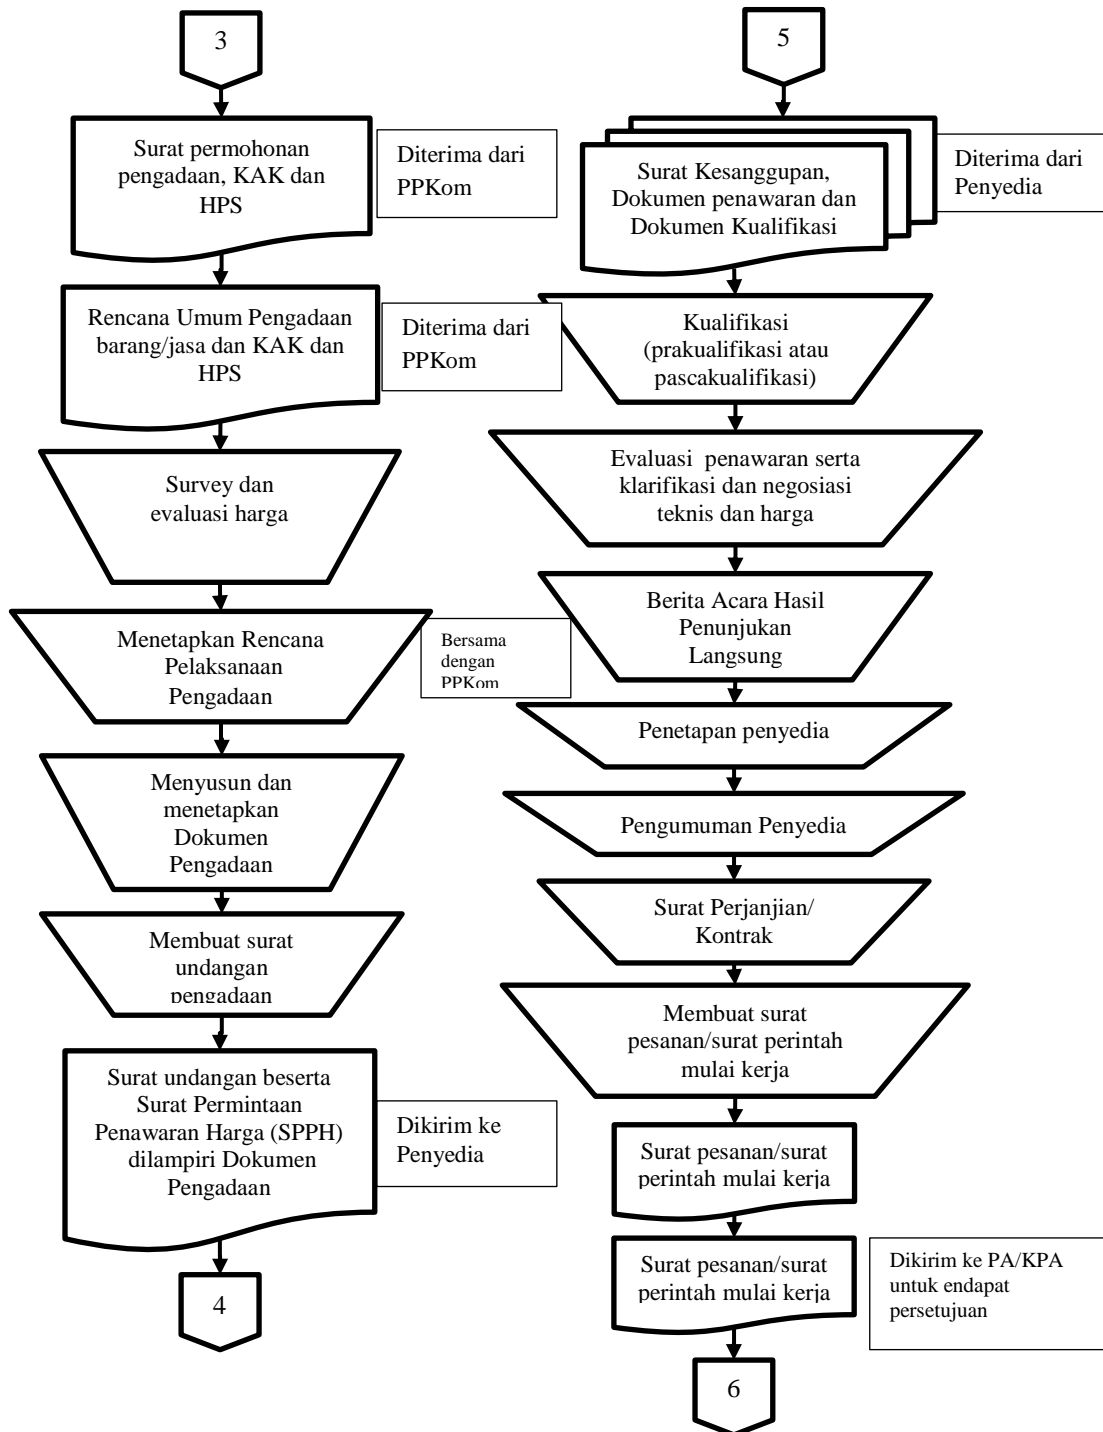 3
Surat permohonan
pengadaan, KAK dan
HPS
Diterima dari
PPKom
Rencana Umum Pengadaan
barang/jasa dan KAK dan
HPS
Diterima dari
PPKom
Survey dan
evaluasi harga
Menetapkan Rencana
Pelaksanaan
Pengadaan
Bersama
dengan
PPKom
Menyusun dan
menetapkan
Dokumen
Pengadaan
Membuat surat
undangan
pengadaan
Surat undangan beserta
Surat Permintaan
Penawaran Harga (SPPH)
dilampiri Dokumen
Pengadaan
Dikirim ke
Penyedia
4
5
Surat Kesanggupan,
Dokumen penawaran dan
Dokumen Kualifikasi
Diterima dari
Penyedia
Kualifikasi
(prakualifikasi atau
pascakualifikasi)
Evaluasi penawaran serta
klarifikasi dan negosiasi
teknis dan harga
Berita Acara Hasil
Penunjukan
Langsung
Penetapan penyedia
Pengumuman Penyedia
Surat Perjanjian/
Kontrak
Membuat surat
pesanan/surat perintah
mulai kerja
Surat pesanan/surat
perintah mulai kerja
Surat pesanan/surat
perintah mulai kerja
Dikirim ke PA/KPA
untuk endapat
persetujuan
6